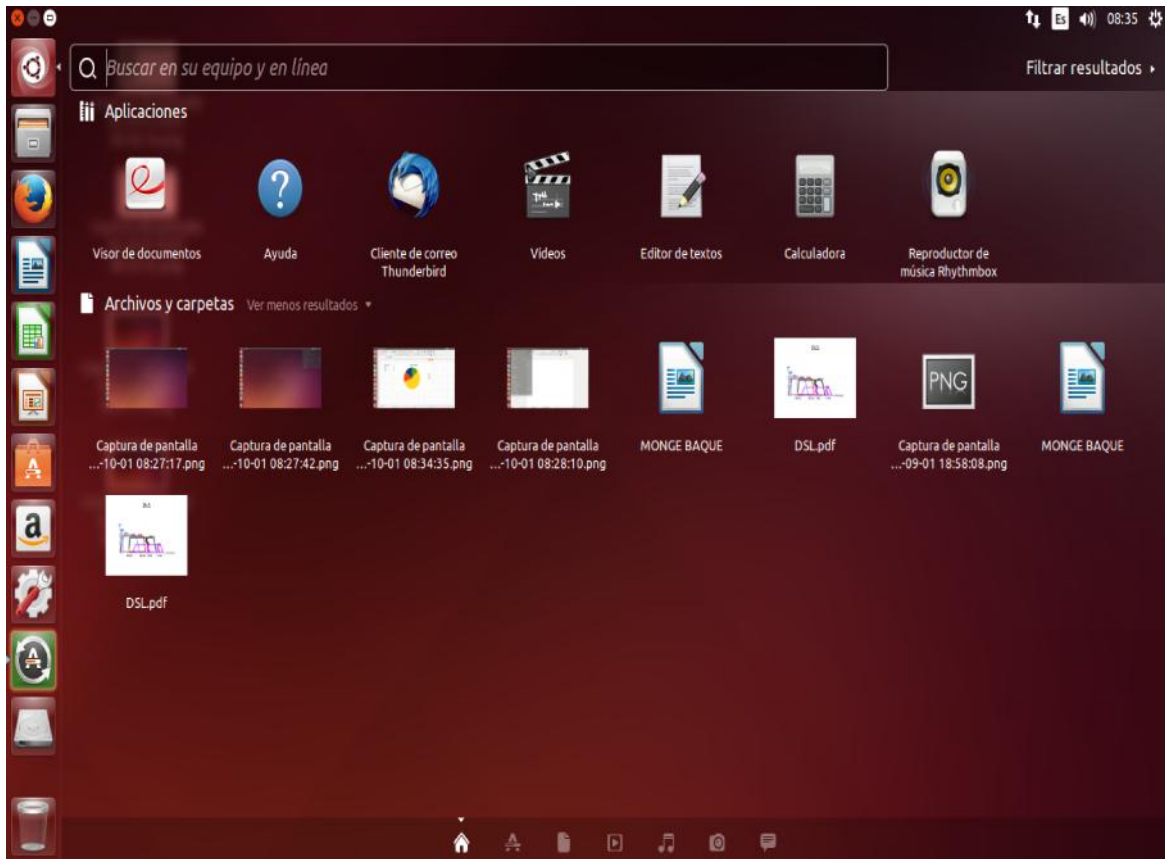 Es 08:35
Buscar en su equipo y en línea
Filtrar resultados
Aplicaciones
Visor de documentos
Ayuda
Cliente de correo
Thunderbird
Vídeos
Editor de textos
Calculadora
Reproductor de
música Rhythmbox
Archivos y carpetas Ver menos resultados
PNG
Captura de pantalla
...-10-01 08:27:17.png
Captura de pantalla
...-10-01 08:27:42.png
Captura de pantalla
...-10-01 08:34:35.png
Captura de pantalla
...-10-01 08:28:10.png
MONGE BAQUE
DSL.pdf
Captura de pantalla
...-09-01 18:58:08.png
MONGE BAQUE
DSL.pdf